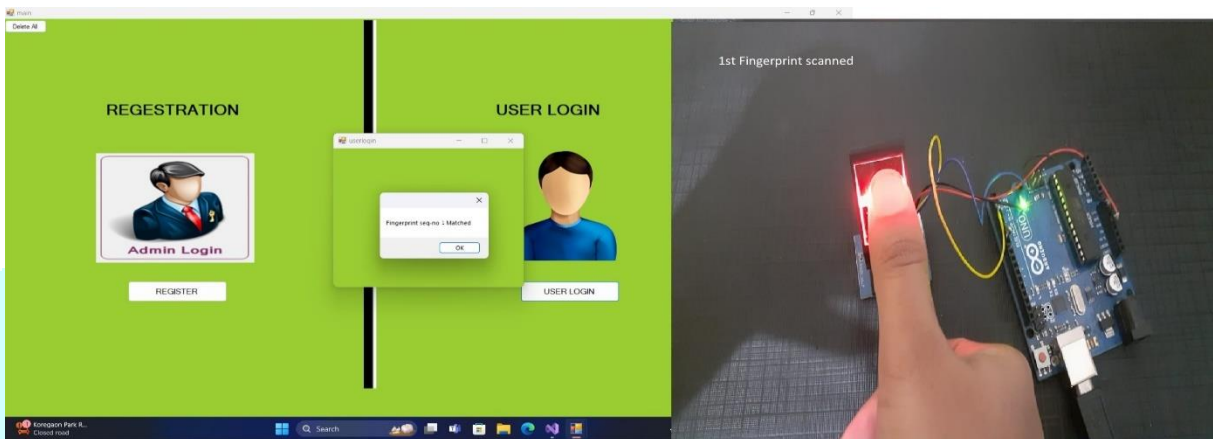 main
Delete All
REGESTRATION
Admin Login
REGISTER
USER LOGIN
userlogin
Fingerprint seq-no 1 Matched
OK
USER LOGIN
Koregaon Park R...
Closed road
Search
1st Fingerprint scanned
UNO
ARDUINO